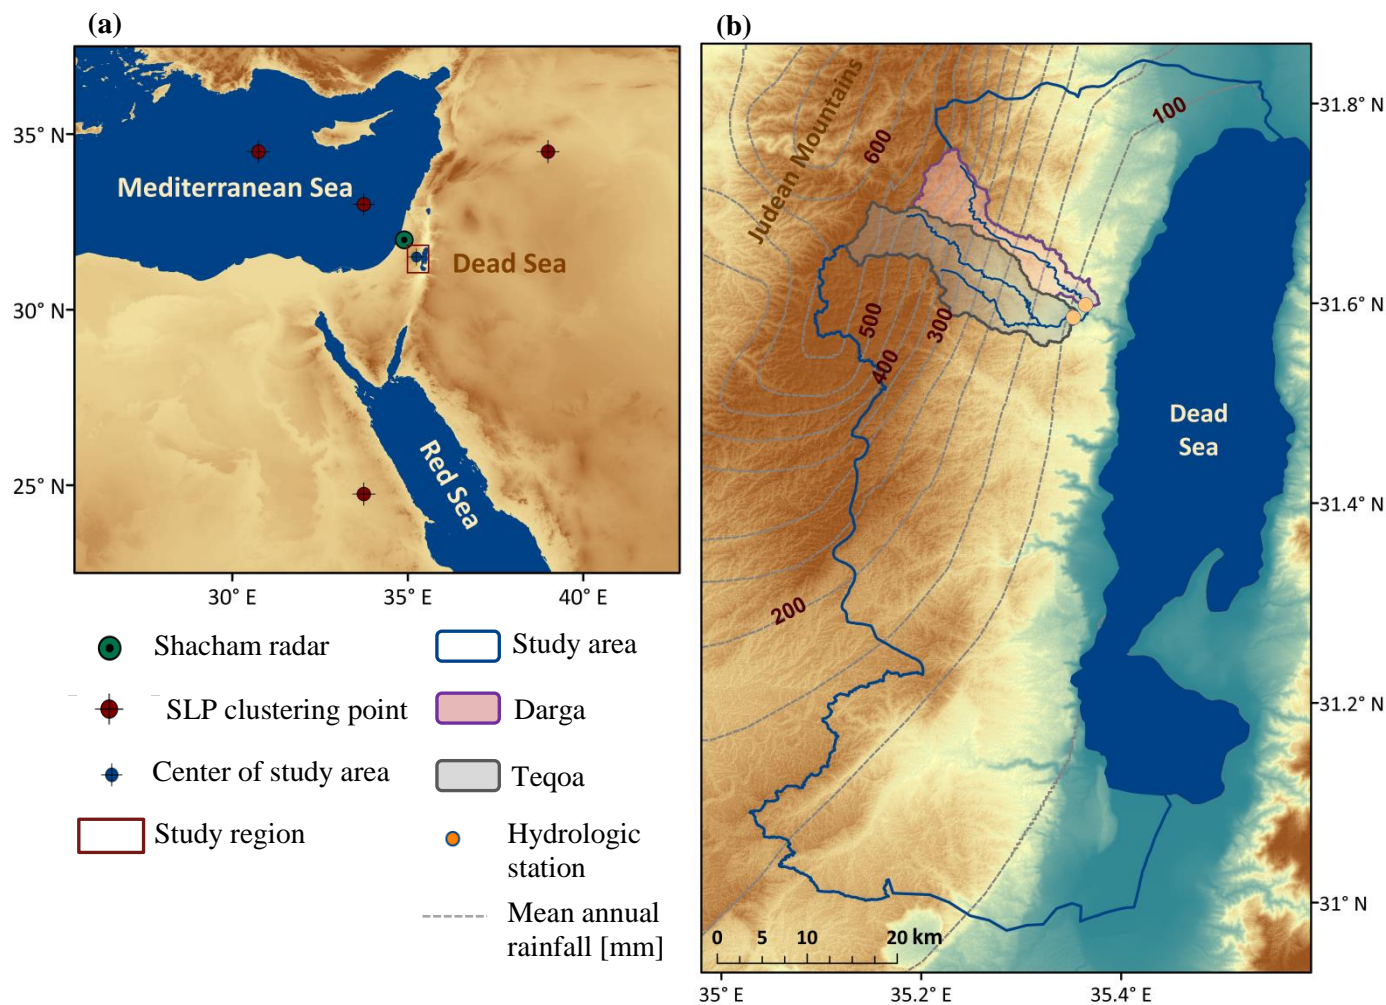 (a)
35° N
30° N
25° N
30° E
35° E
40° E
Mediterranean Sea
Dead Sea
Red Sea
Shacham radar
SLP clustering point
Center of study area
Study region
Study area
Darga
Teqoa
Hydrologic
station
Mean annual
rainfall [mm]
(b)
Judean Mountains
600
100
500
400
300
200
Dead
Sea
31.8° N
31.6° N
31.4° N
31.2° N
31° N
0 5 10 20 km
35° E
35.2° E
35.4° E